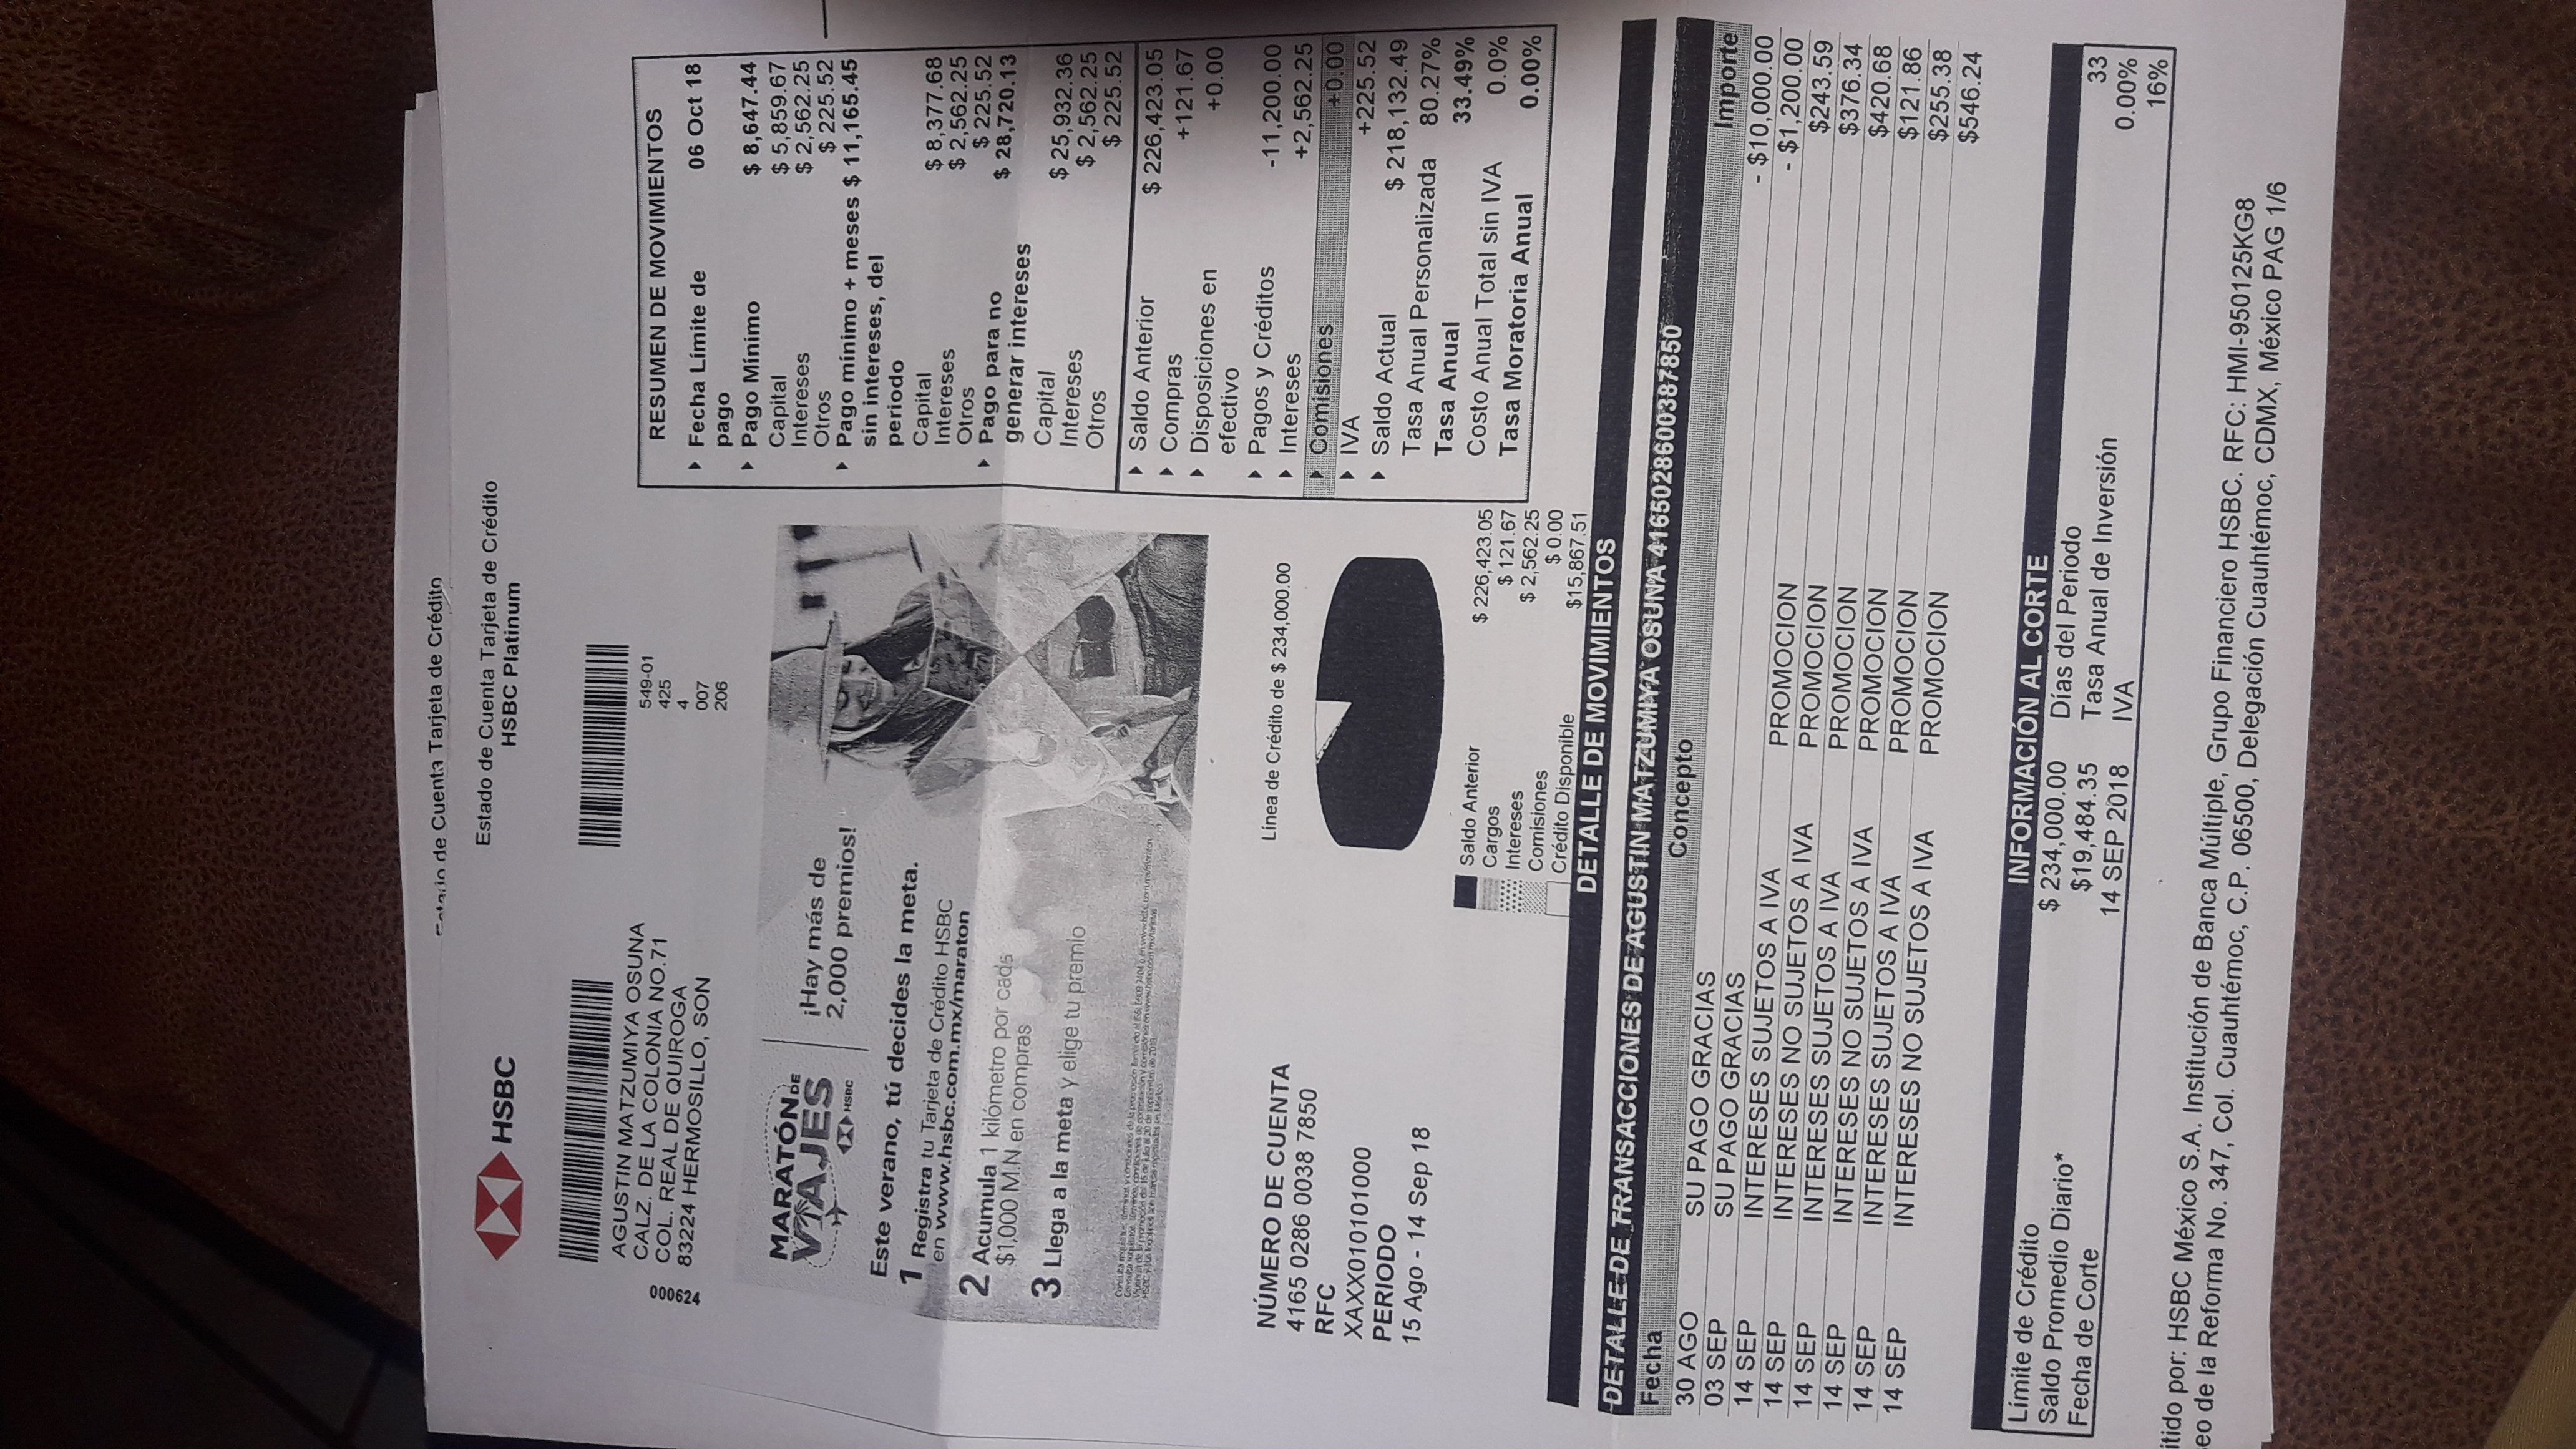 de Cuenta Tarjeta de Crédito
HSBC
Estado de Cuenta Tarjeta de Crédito
HSBC Platinum
AGUSTIN MATZUMIYA OSUNA
CALZ. DE LA COLONIA NO.71
COL. REAL DE QUIROGA
83224 HERMOSILLO, SON
000624
549-01
425
4
007
206
MARATÓN DE
VIAJES
HSBC
¡Hay más de
2,000 premios!
Este verano, tú decides la meta.
1 Registra tu Tarjeta de Crédito HSBC
en www.hsbc.com.mx/maraton
2 Acumula 1 kilómetro por cada
$1,000 M.N en compras
3 Llega a la meta y elige tu premio
RESUMEN DE MOVIMIENTOS
Fecha Límite de pago 06 Oct 18
Pago Mínimo $ 8,647.44
Capital $ 5,859.67
Intereses $ 2,562.25
Otros $ 225.52
Pago mínimo + meses $ 11,165.45
sin intereses, del
periodo
Capital $ 8,377.68
Intereses $ 2,562.25
Otros $ 225.52
Pago para no $ 28,720.13
generar intereses
Capital $ 25,932.36
Intereses $ 2,562.25
Otros $ 225.52
Saldo Anterior $ 226,423.05
Compras +121.67
Disposiciones en +0.00
efectivo
Pagos y Créditos -11,200.00
Intereses +2,562.25
Comisiones +0.00
IVA +225.52
Saldo Actual $ 218,132.49
Tasa Anual Personalizada 80.27%
Tasa Anual 33.49%
Costo Anual Total sin IVA 0.0%
Tasa Moratoria Anual 0.00%
NÚMERO DE CUENTA
4165 0286 0038 7850
RFC
XAXX010101000
PERIODO
15 Ago - 14 Sep 18
Línea de Crédito de $ 234,000.00
Saldo Anterior $ 226,423.05
Cargos $ 121.67
Intereses $ 2,562.25
Comisiones $ 0.00
Crédito Disponible $15,867.51
DETALLE DE MOVIMIENTOS
DETALLE DE TRANSACCIONES DE AGUSTIN MATZUMIYA OSUNA 4165028600387850
Fecha Concepto Importe
30 AGO SU PAGO GRACIAS - $10,000.00
03 SEP SU PAGO GRACIAS - $1,200.00
14 SEP INTERESES SUJETOS A IVA PROMOCION $243.59
14 SEP INTERESES NO SUJETOS A IVA PROMOCION $376.34
14 SEP INTERESES SUJETOS A IVA PROMOCION $420.68
14 SEP INTERESES NO SUJETOS A IVA PROMOCION $121.86
14 SEP INTERESES SUJETOS A IVA PROMOCION $255.38
14 SEP INTERESES NO SUJETOS A IVA PROMOCION $546.24
INFORMACIÓN AL CORTE
Límite de Crédito $ 234,000.00 Días del Periodo 33
Saldo Promedio Diario* $19,484.35 Tasa Anual de Inversión 0.00%
Fecha de Corte 14 SEP 2018 IVA 16%
itido por: HSBC México S.A. Institución de Banca Múltiple, Grupo Financiero HSBC. RFC: HMI-950125KG8
eo de la Reforma No. 347, Col. Cuauhtémoc, C.P. 06500, Delegación Cuauhtémoc, CDMX, México PAG 1/6